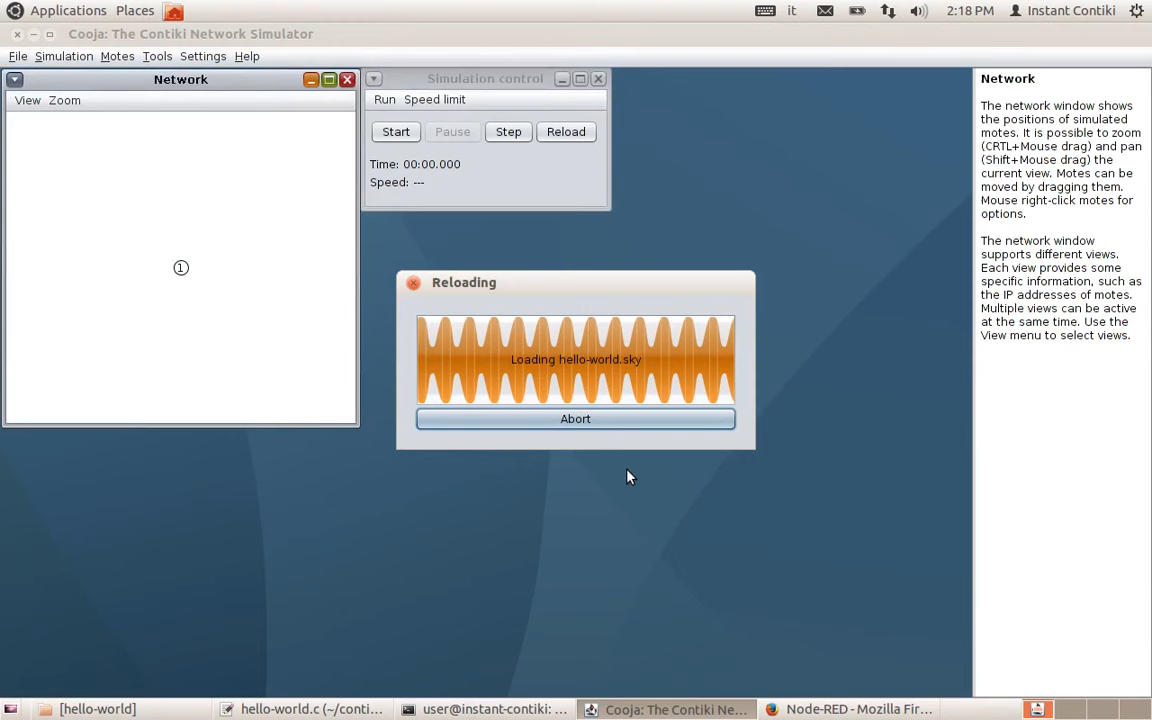 Applications Places it 2:18 PM Instant Contiki
Cooja: The Contiki Network Simulator
File Simulation Motes Tools Settings Help
Network
View Zoom
1
Simulation control
Run Speed limit
Start Pause Step Reload
Time: 00:00.000
Speed: ---
Reloading
Loading hello-world.sky
Abort
Network
The network window shows
the positions of simulated
motes. It is possible to zoom
(CRTL+Mouse drag) and pan
(Shift+Mouse drag) the
current view. Motes can be
moved by dragging them.
Mouse right-click motes for
options.
The network window
supports different views.
Each view provides some
specific information, such as
the IP addresses of motes.
Multiple views can be active
at the same time. Use the
View menu to select views.
[hello-world] hello-world.c (~/conti... user@instant-contiki: ... Cooja: The Contiki Ne... Node-RED - Mozilla Fir...